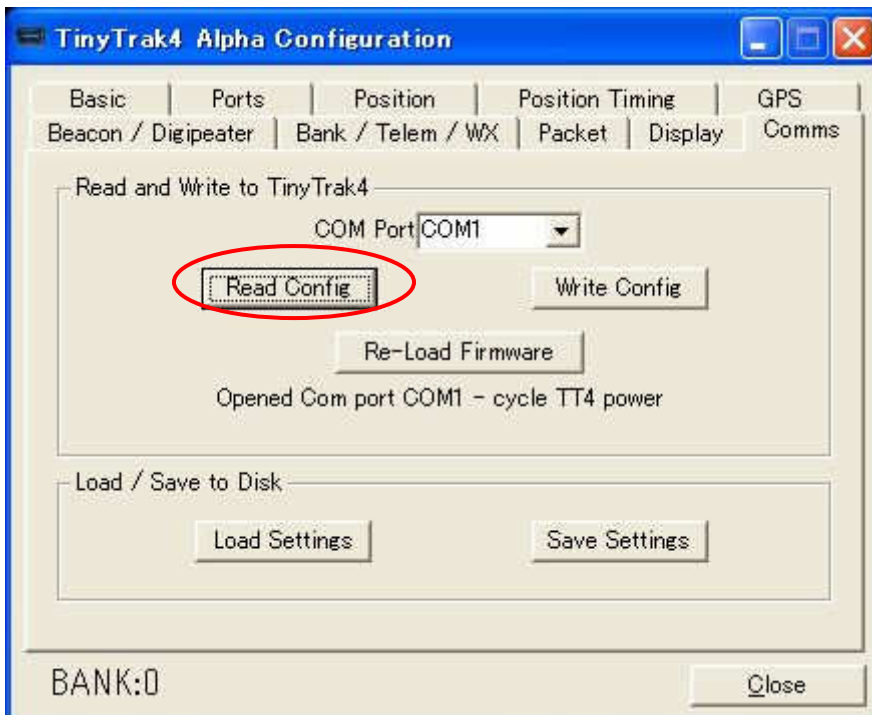 TinyTrak4 Alpha Configuration
Basic Ports Position Position Timing GPS
Beacon / Digipeater Bank / Telem / WX Packet Display Comms
Read and Write to TinyTrak4
COM Port COM1
Read Config Write Config
Re-Load Firmware
Opened Com port COM1 - cycle TT4 power
Load / Save to Disk
Load Settings Save Settings
BANK:0 Close